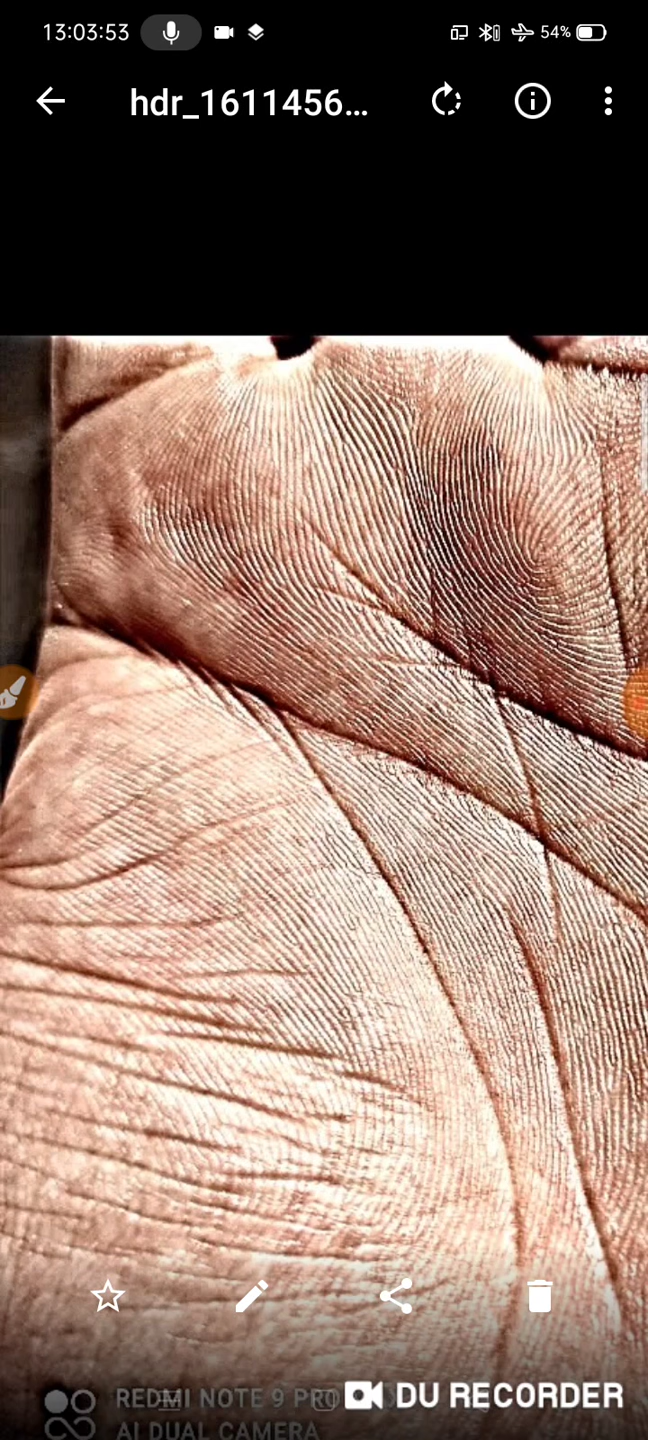 13:03:53 54%
hdr_1611456...
REDMI NOTE 9 PRO
DU RECORDER
AI DUAL CAMERA